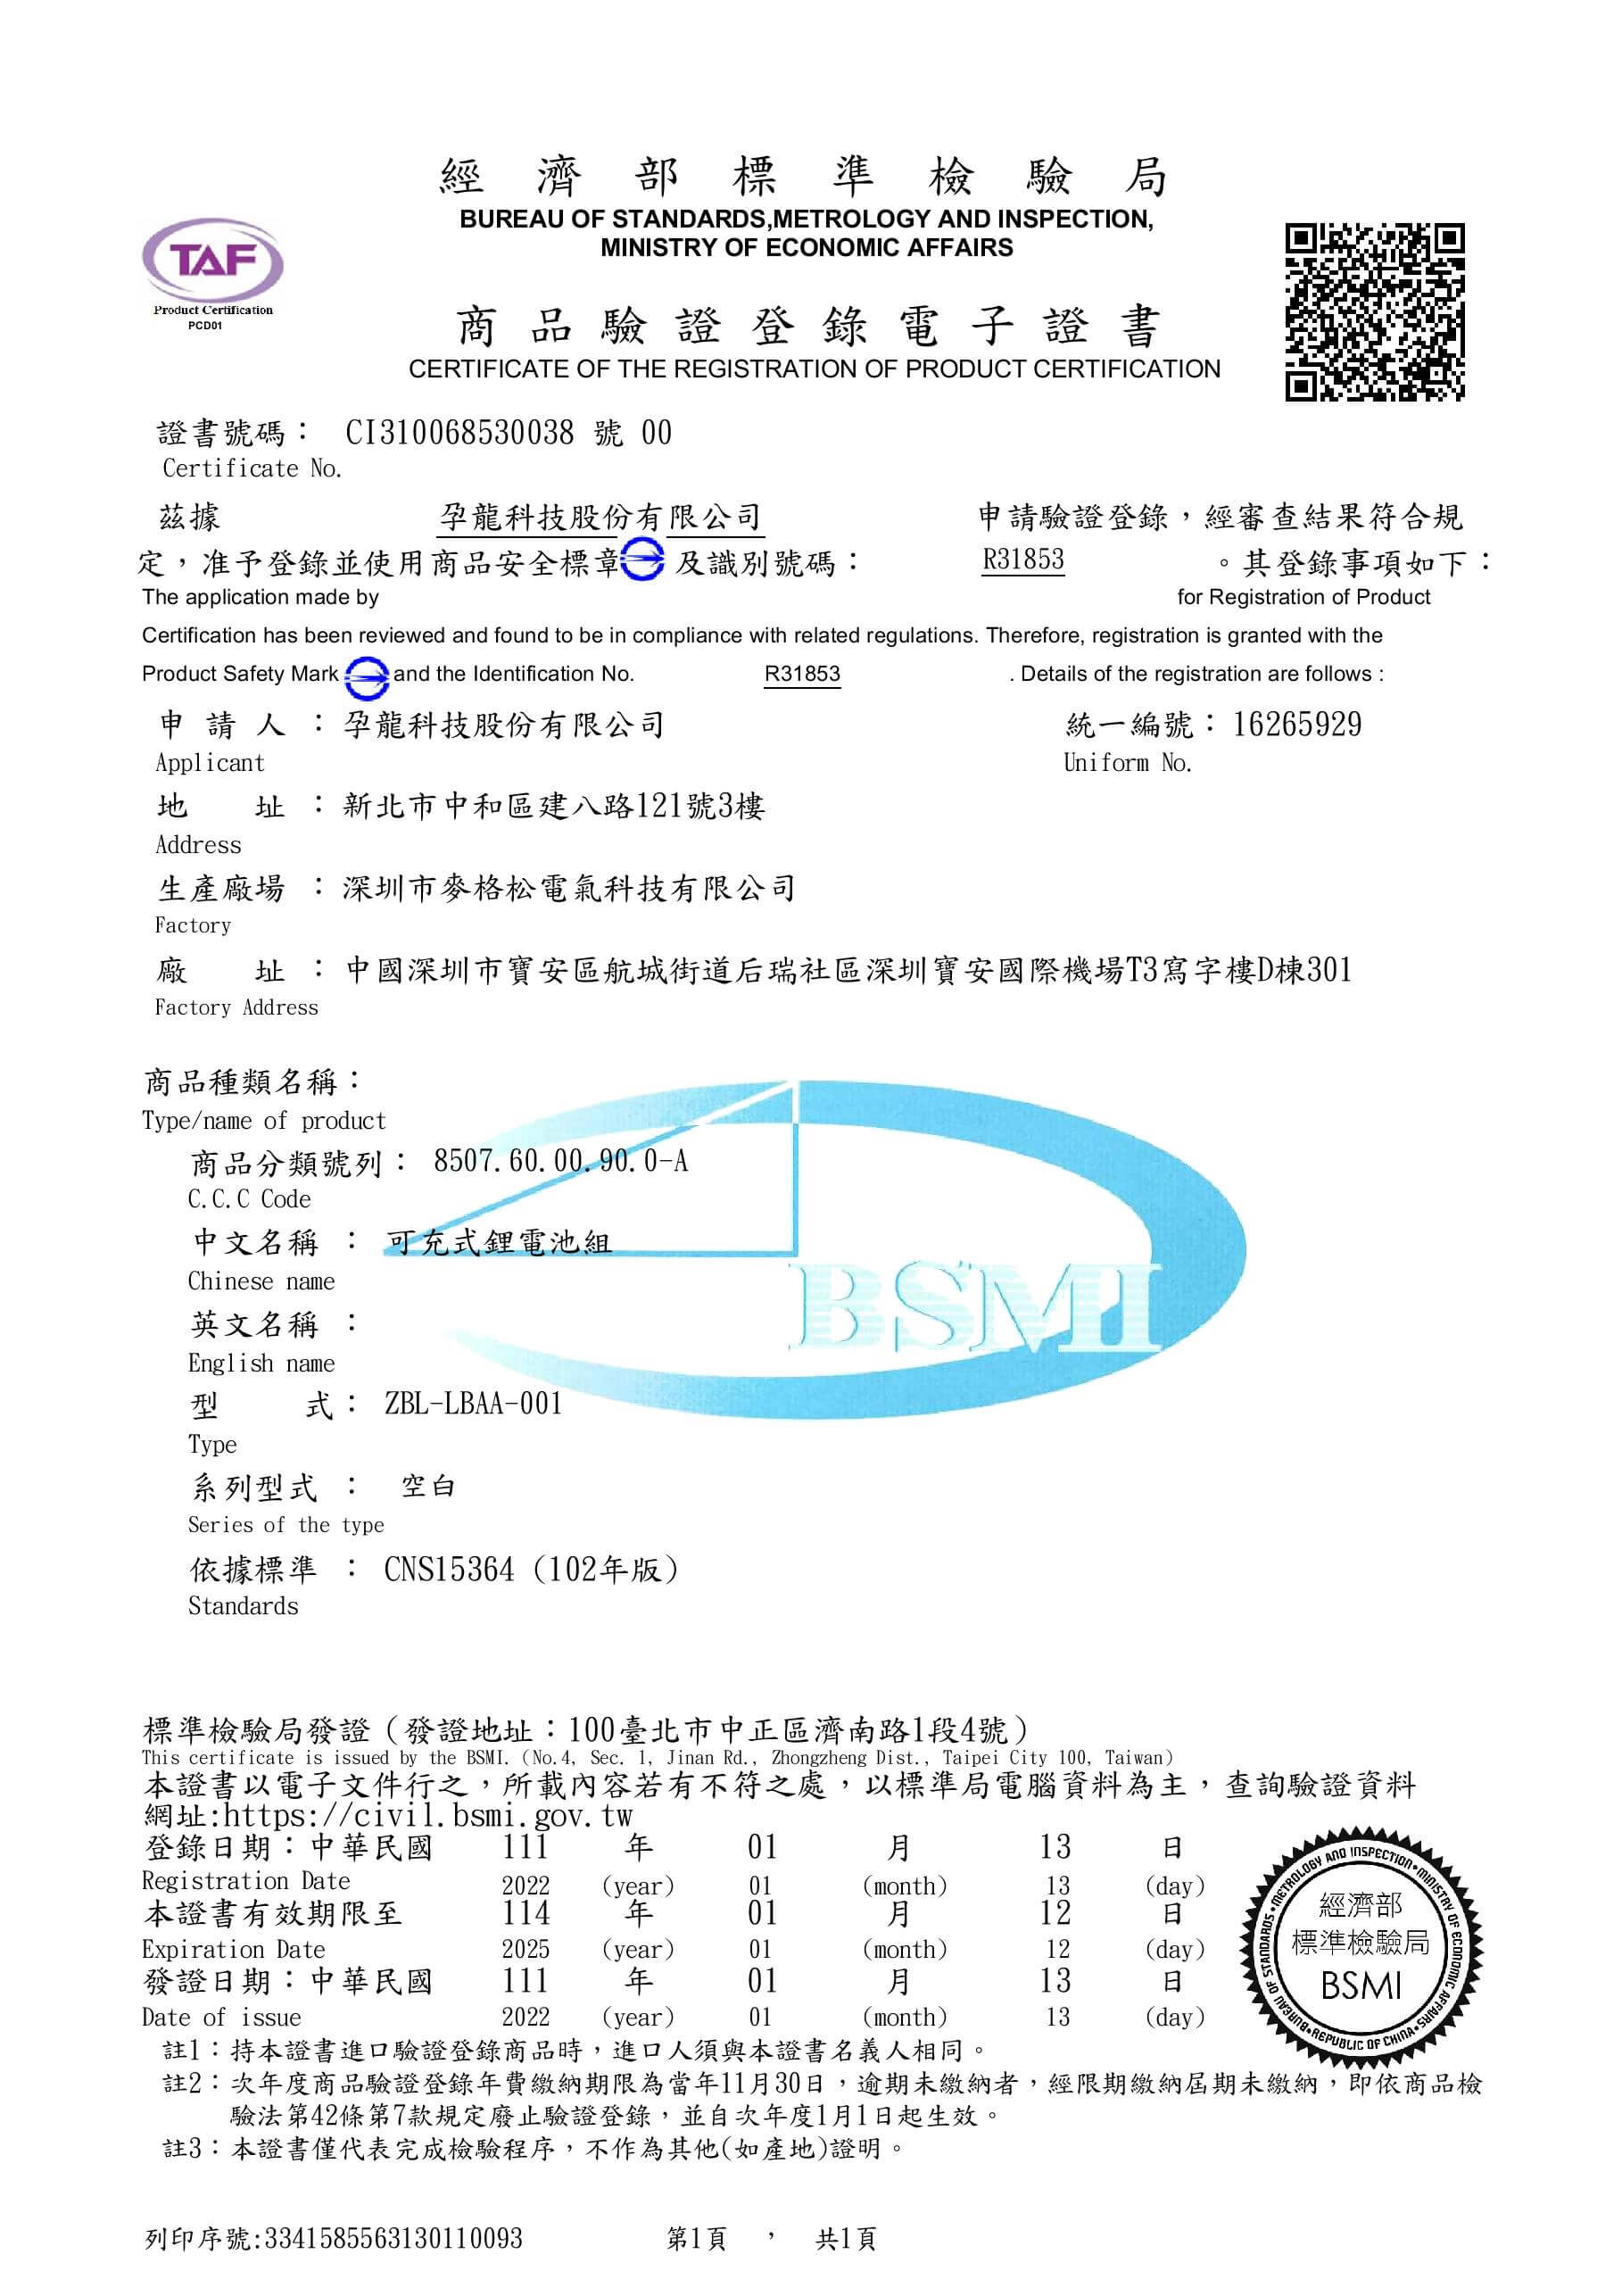 經濟部標準檢驗局
BUREAU OF STANDARDS,METROLOGY AND INSPECTION,
MINISTRY OF ECONOMIC AFFAIRS
TAF
Product Certification
PCD01
商品驗證登錄電子證書
CERTIFICATE OF THE REGISTRATION OF PRODUCT CERTIFICATION
證書號碼： CI310068530038 號 00
Certificate No.
茲據 孕龍科技股份有限公司 申請驗證登錄，經審查結果符合規
定，准予登錄並使用商品安全標章 及識別號碼： R31853 。其登錄事項如下：
The application made by for Registration of Product
Certification has been reviewed and found to be in compliance with related regulations. Therefore, registration is granted with the
Product Safety Mark and the Identification No. R31853 . Details of the registration are follows :
申請人 ：孕龍科技股份有限公司 統一編號：16265929
Applicant Uniform No.
地 址 ：新北市中和區建八路121號3樓
Address
生產廠場 ：深圳市麥格松電氣科技有限公司
Factory
廠 址 ：中國深圳市寶安區航城街道后瑞社區深圳寶安國際機場T3寫字樓D棟301
Factory Address
商品種類名稱：
Type/name of product
商品分類號列： 8507.60.00.90.0-A
C.C.C Code
中文名稱 ： 可充式鋰電池組
Chinese name
英文名稱 ：
English name
BSMI
型 式： ZBL-LBAA-001
Type
系列型式 ： 空白
Series of the type
依據標準 ： CNS15364 (102年版)
Standards
標準檢驗局發證（發證地址：100臺北市中正區濟南路1段4號）
This certificate is issued by the BSMI. (No.4, Sec. 1, Jinan Rd., Zhongzheng Dist., Taipei City 100, Taiwan)
本證書以電子文件行之，所載內容若有不符之處，以標準局電腦資料為主，查詢驗證資料
網址:https://civil.bsmi.gov.tw
登錄日期：中華民國 111 年 01 月 13 日
Registration Date 2022 (year) 01 (month) 13 (day)
本證書有效期限至 114 年 01 月 12 日
Expiration Date 2025 (year) 01 (month) 12 (day)
發證日期：中華民國 111 年 01 月 13 日
Date of issue 2022 (year) 01 (month) 13 (day)
BUREAU OF STANDARDS•METROLOGY AND INSPECTION•MINISTRY OF ECONOMIC AFFAIRS•REPUBLIC OF CHINA•
經濟部
標準檢驗局
BSMI
註1：持本證書進口驗證登錄商品時，進口人須與本證書名義人相同。
註2：次年度商品驗證登錄年費繳納期限為當年11月30日，逾期未繳納者，經限期繳納屆期未繳納，即依商品檢
驗法第42條第7款規定廢止驗證登錄，並自次年度1月1日起生效。
註3：本證書僅代表完成檢驗程序，不作為其他(如產地)證明。
列印序號:3341585563130110093 第1頁 ， 共1頁